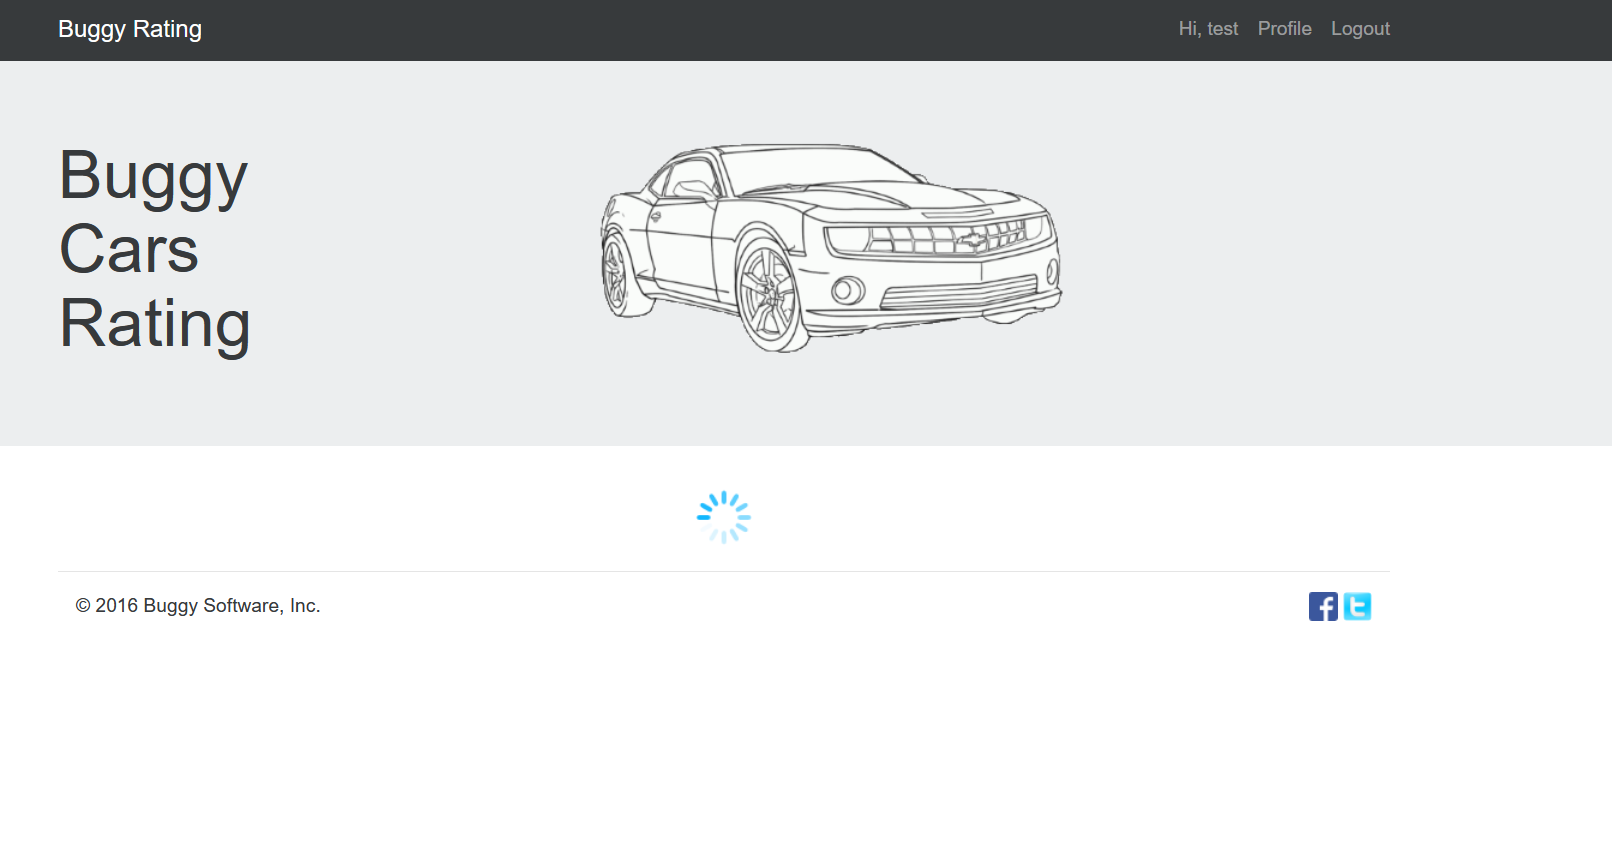 Buggy Rating
Hi, test
Profile
Logout
Buggy
Cars
Rating
© 2016 Buggy Software, Inc.